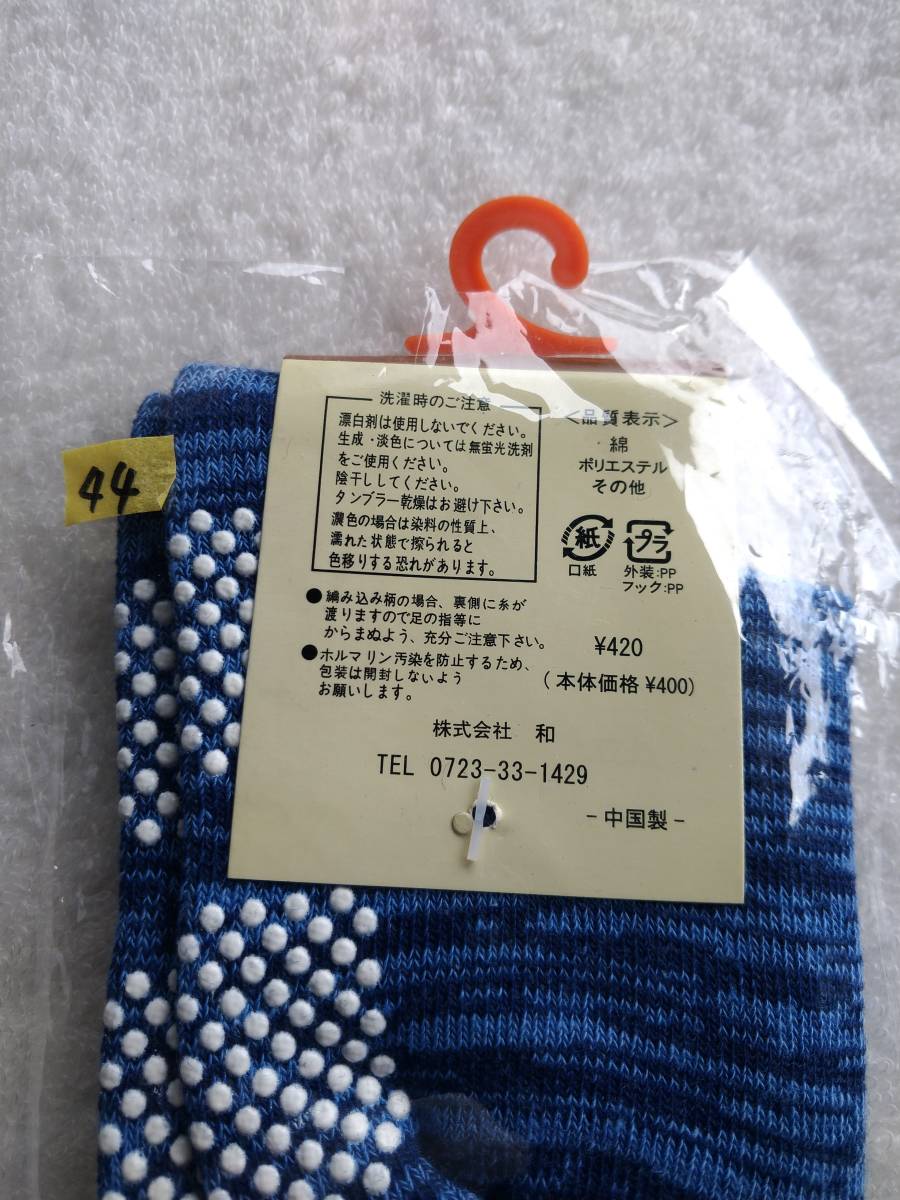 44
洗濯時のご注意
漂白剤は使用しないでください。
生成・淡色については無蛍光洗剤
をご使用ください。
陰干ししてください。
タンブラー乾燥はお避け下さい。
濃色の場合は染料の性質上、
濡れた状態で擦られると
色移りする恐れがあります。
●編み込み柄の場合、裏側に糸が
渡りますので足の指等に
からまぬよう、充分ご注意下さい。
●ホルマリン汚染を防止するため、
包装は開封しないよう
お願いします。
<品質表示>
綿
ポリエステル
その他
紙
口紙
プラ
外装:PP
フック:PP
¥420
(本体価格¥400)
株式会社 和
TEL 0723-33-1429
-中国製-